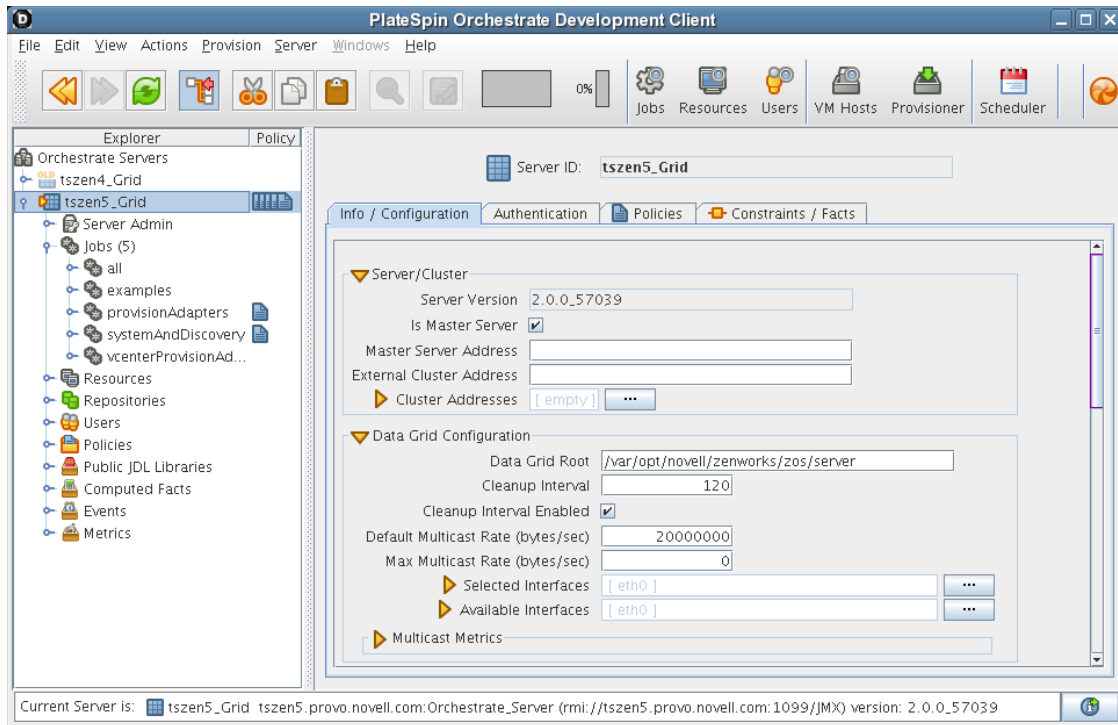 PlateSpin Orchestrate Development Client
File Edit View Actions Provision Server Windows Help
0%
Jobs Resources Users VM Hosts Provisioner Scheduler
Explorer Policy
Orchestrate Servers
OLD
tszen4_Grid
tszen5_Grid
Server Admin
Jobs (5)
all
examples
provisionAdapters
systemAndDiscovery
vcenterProvisionAd...
Resources
Repositories
Users
Policies
Public JDL Libraries
Computed Facts
Events
Metrics
Server ID: tszen5_Grid
Info / Configuration Authentication Policies Constraints / Facts
Server/Cluster
Server Version 2.0.0_57039
Is Master Server
Master Server Address
External Cluster Address
Cluster Addresses [ empty ] ...
Data Grid Configuration
Data Grid Root /var/opt/novell/zenworks/zos/server
Cleanup Interval 120
Cleanup Interval Enabled
Default Multicast Rate (bytes/sec) 20000000
Max Multicast Rate (bytes/sec) 0
Selected Interfaces [ eth0 ] ...
Available Interfaces [ eth0 ] ...
Multicast Metrics
Current Server is: tszen5_Grid tszen5.provo.novell.com:Orchestrate_Server (rmi://tszen5.provo.novell.com:1099/JMX) version: 2.0.0_57039